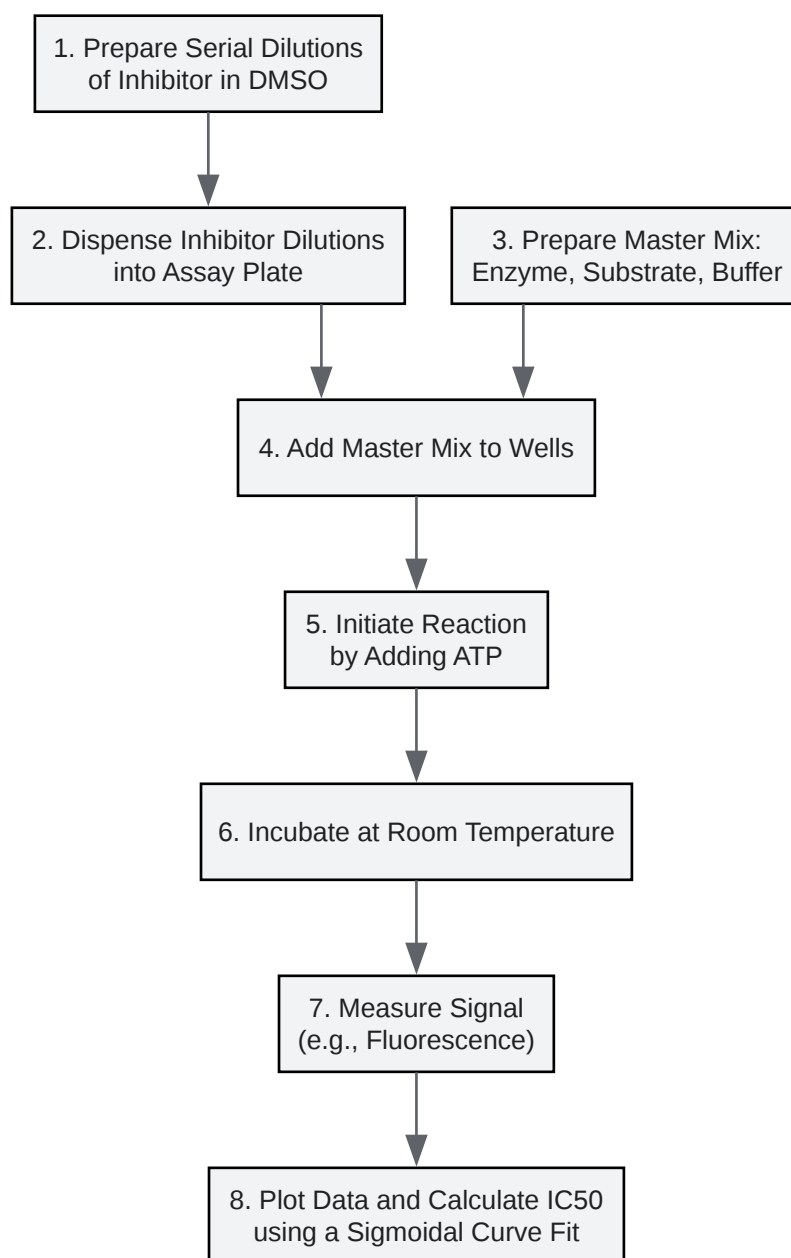 1. Prepare Serial Dilutions
of Inhibitor in DMSO
2. Dispense Inhibitor Dilutions
into Assay Plate
3. Prepare Master Mix:
Enzyme, Substrate, Buffer
4. Add Master Mix to Wells
5. Initiate Reaction
by Adding ATP
6. Incubate at Room Temperature
7. Measure Signal
(e.g., Fluorescence)
8. Plot Data and Calculate IC50
using a Sigmoidal Curve Fit